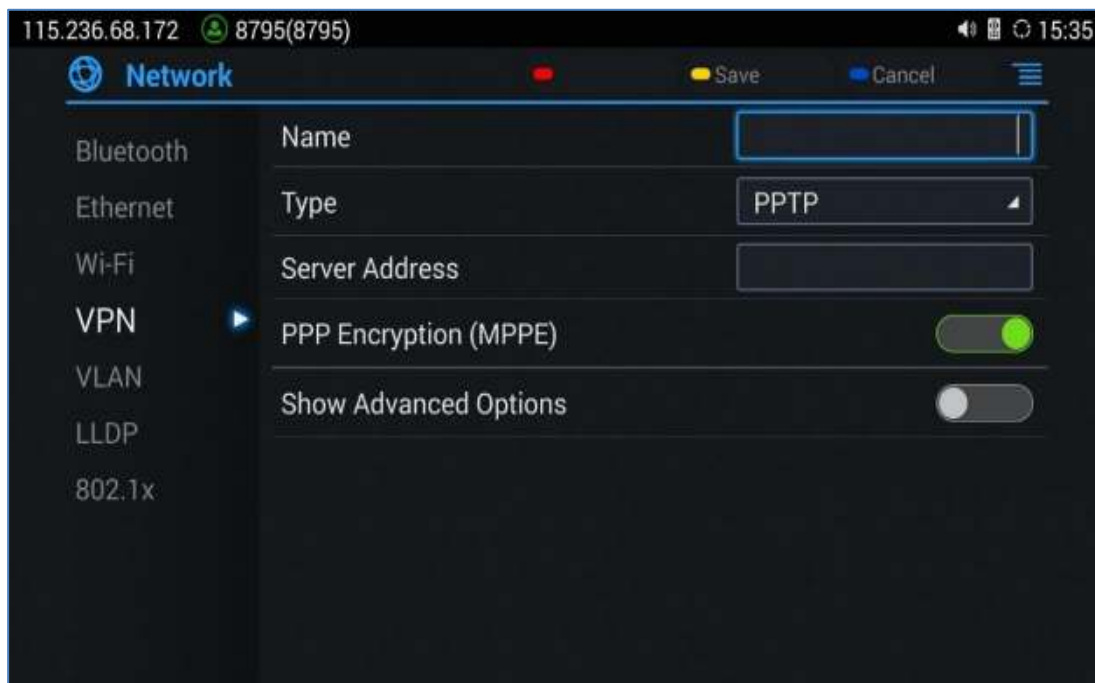 115.236.68.172 8795(8795) 15:35
Network Save Cancel
Bluetooth
Ethernet
Wi-Fi
VPN
VLAN
LLDP
802.1x
Name
Type PPTP
Server Address
PPP Encryption (MPPE)
Show Advanced Options